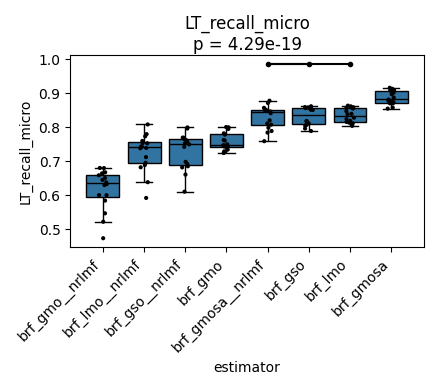 LT_recall_micro
p = 4.29e-19
LT_recall_micro
1.0
0.9
0.8
0.7
0.6
0.5
brf_gmo__nrlmf
brf_lmo__nrlmf
brf_gso__nrlmf
brf_gmo
brf_gmosa__nrlmf
brf_gso
brf_lmo
brf_gmosa
estimator